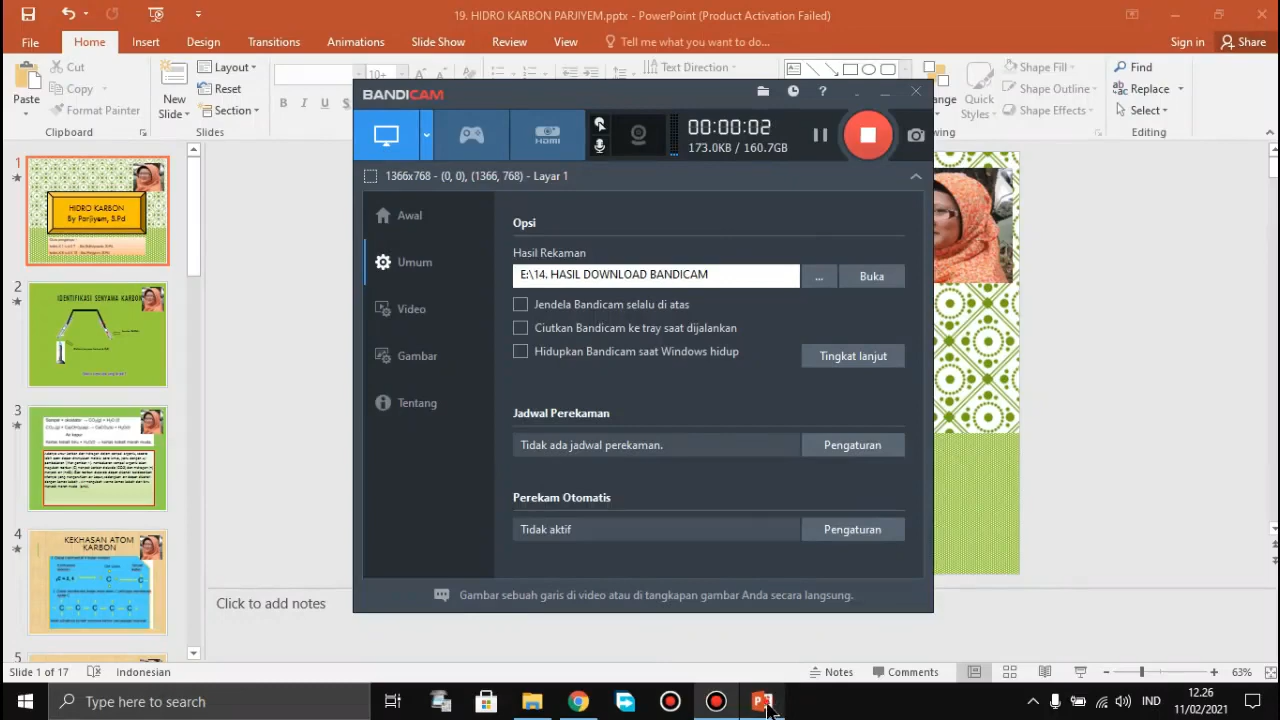 19. HIDRO KARBON PARJIYEM.pptx - PowerPoint (Product Activation Failed)
File Home Insert Design Transitions Animations Slide Show Review View Tell me what you want to do... Sign in Share
Paste
Cut
Copy
Format Painter
Clipboard
New
Slide
Layout
Reset
Section
Slides
10+
B I U S
Text Direction
Quick
Styles
Shape Fill
Shape Outline
Shape Effects
Find
Replace
Select
Editing
BANDICAM
HDMI
00:00:02
173.0KB / 160.7GB
1366x768 - (0, 0), (1366, 768) - Layar 1
Awal
Umum
Video
Gambar
Tentang
Opsi
Hasil Rekaman
E:\14. HASIL DOWNLOAD BANDICAM
... Buka
Jendela Bandicam selalu di atas
Ciutkan Bandicam ke tray saat dijalankan
Hidupkan Bandicam saat Windows hidup
Tingkat lanjut
Jadwal Perekaman
Tidak ada jadwal perekaman. Pengaturan
Perekam Otomatis
Tidak aktif Pengaturan
Gambar sebuah garis di video atau di tangkapan gambar Anda secara langsung.
1
HIDRO KARBON
By Parjiyem, S.Pd
2
IDENTIFIKASI SENYAWA KARBON
3
4
KEKHASAN ATOM
KARBON
5
Click to add notes
Slide 1 of 17 Indonesian Notes Comments 63%
Type here to search
IND
12.26
11/02/2021